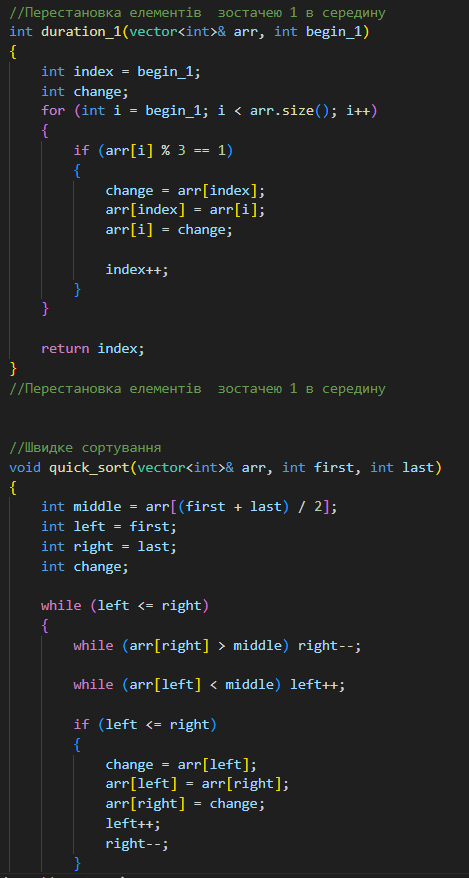 //Перестановка елементів  зостачею 1 в середину
int duration_1(vector<int>& arr, int begin_1)
{
    int index = begin_1;
    int change;
    for (int i = begin_1; i < arr.size(); i++)
    {
        if (arr[i] % 3 == 1)
        {
            change = arr[index];
            arr[index] = arr[i];
            arr[i] = change;

            index++;
        }
    }

    return index;
}
//Перестановка елементів  зостачею 1 в середину


//Швидке сортування
void quick_sort(vector<int>& arr, int first, int last)
{
    int middle = arr[(first + last) / 2];
    int left = first;
    int right = last;
    int change;

    while (left <= right)
    {
        while (arr[right] > middle) right--;

        while (arr[left] < middle) left++;

        if (left <= right)
        {
            change = arr[left];
            arr[left] = arr[right];
            arr[right] = change;
            left++;
            right--;
        }